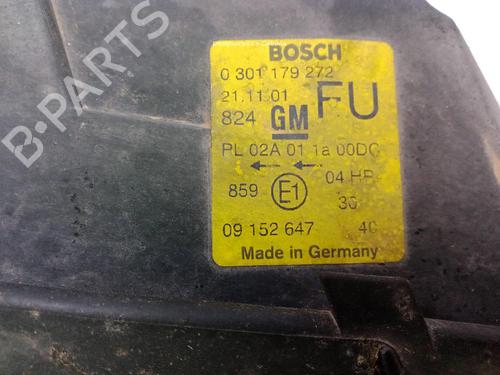 BOSCH
0 301 179 272
21.11.01 FU
824 GM
PL 02A 01 1a 00DC
859 E1 04 HR
30
09 152 647 40
Made in Germany
B-PARTS